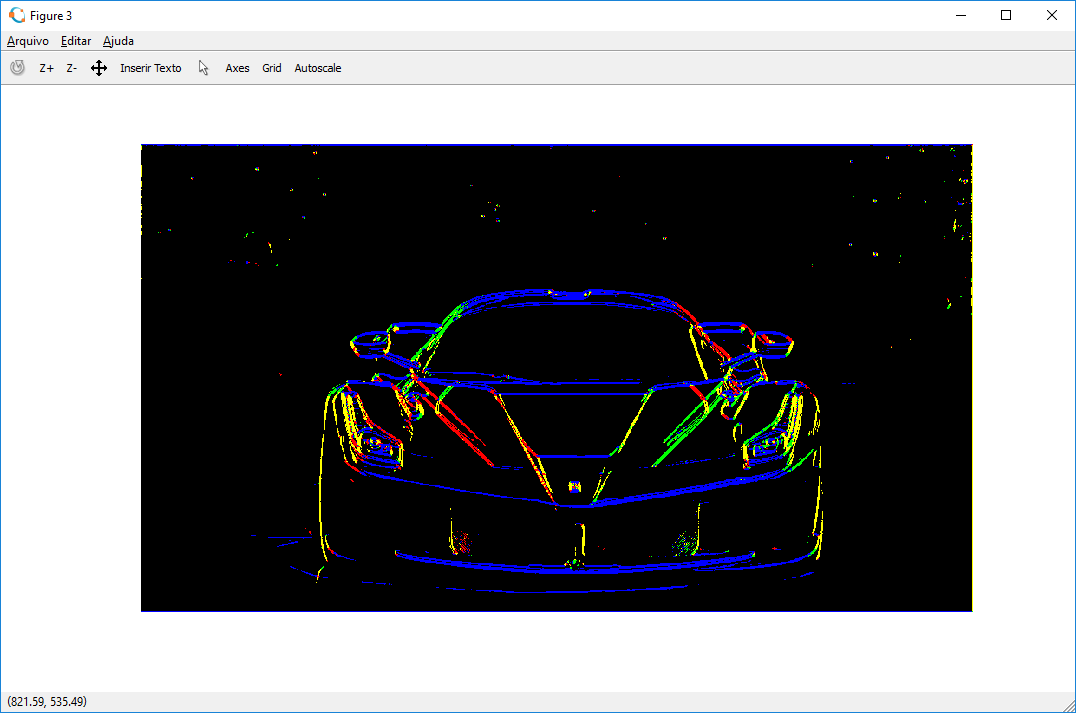 Figure 3
Arquivo Editar Ajuda
Z+ Z- Inserir Texto Axes Grid Autoscale
(821.59, 535.49)